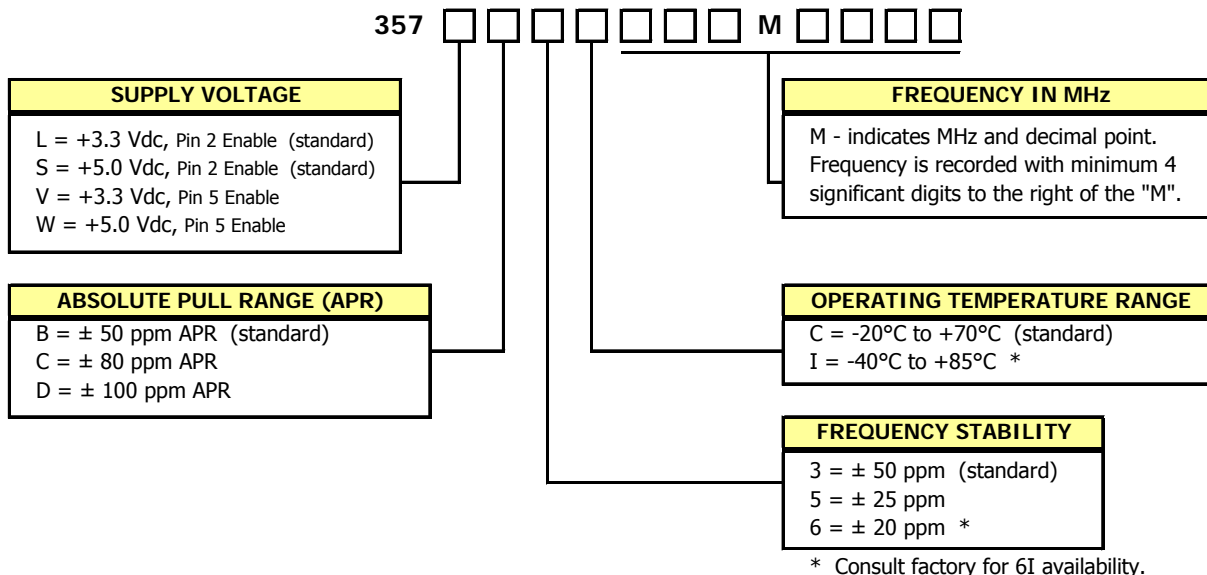 357 M
SUPPLY VOLTAGE
L = +3.3 Vdc, Pin 2 Enable (standard)
S = +5.0 Vdc, Pin 2 Enable (standard)
V = +3.3 Vdc, Pin 5 Enable
W = +5.0 Vdc, Pin 5 Enable
FREQUENCY IN MHz
M - indicates MHz and decimal point.
Frequency is recorded with minimum 4
significant digits to the right of the "M".
ABSOLUTE PULL RANGE (APR)
B = ± 50 ppm APR (standard)
C = ± 80 ppm APR
D = ± 100 ppm APR
OPERATING TEMPERATURE RANGE
C = -20°C to +70°C (standard)
I = -40°C to +85°C *
FREQUENCY STABILITY
3 = ± 50 ppm (standard)
5 = ± 25 ppm
6 = ± 20 ppm *
* Consult factory for 6I availability.